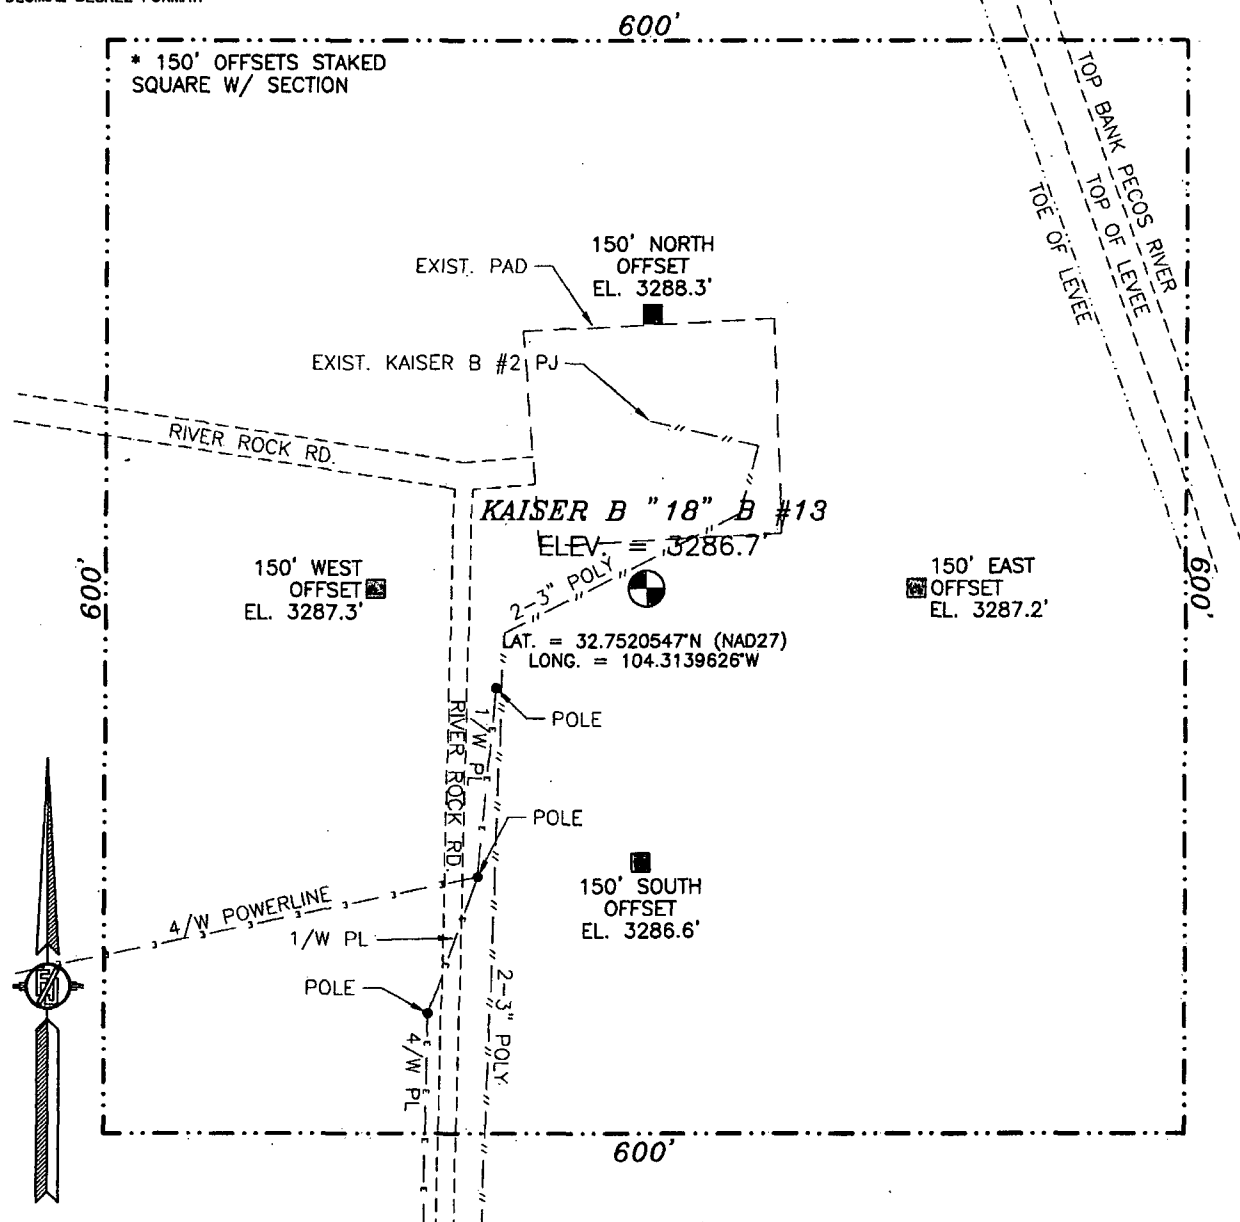 600'
* 150' OFFSETS STAKED
SQUARE W/ SECTION
TOP BANK PECOS RIVER
TOP OF LEVEE
TOE OF LEVEE
150' NORTH
OFFSET
EL. 3288.3'
EXIST. PAD
EXIST. KAISER B #2 PJ
RIVER ROCK RD.
KAISER B "18" B #13
ELEV. = 3286.7'
600'
150' WEST
OFFSET
EL. 3287.3'
2-3" POLY
150' EAST
OFFSET
EL. 3287.2'
600'
LAT. = 32.7520547°N (NAD27)
LONG. = 104.3139626°W
POLE
1/W PL
RIVER ROCK RD
POLE
150' SOUTH
OFFSET
EL. 3286.6'
4/W POWERLINE
1/W PL
POLE
2-3" POLY
4/W PL
600'